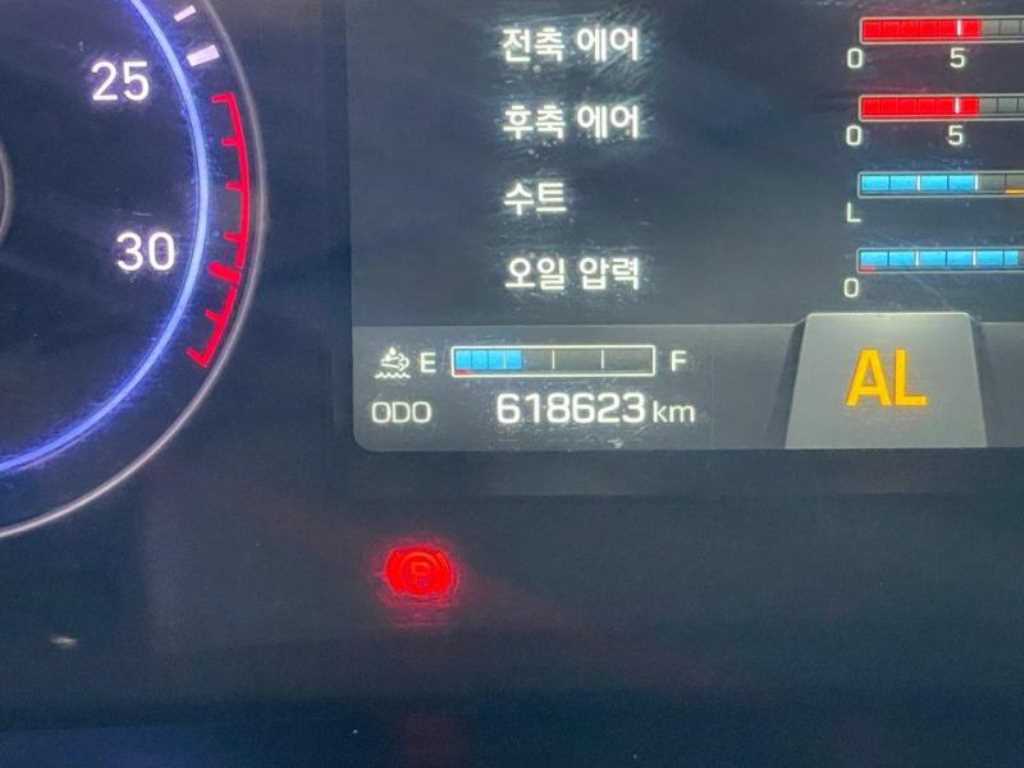 25
30
전축 에어
0 5
후축 에어
0 5
수트
L
오일 압력
0
E F
ODO 618623 km
AL
P